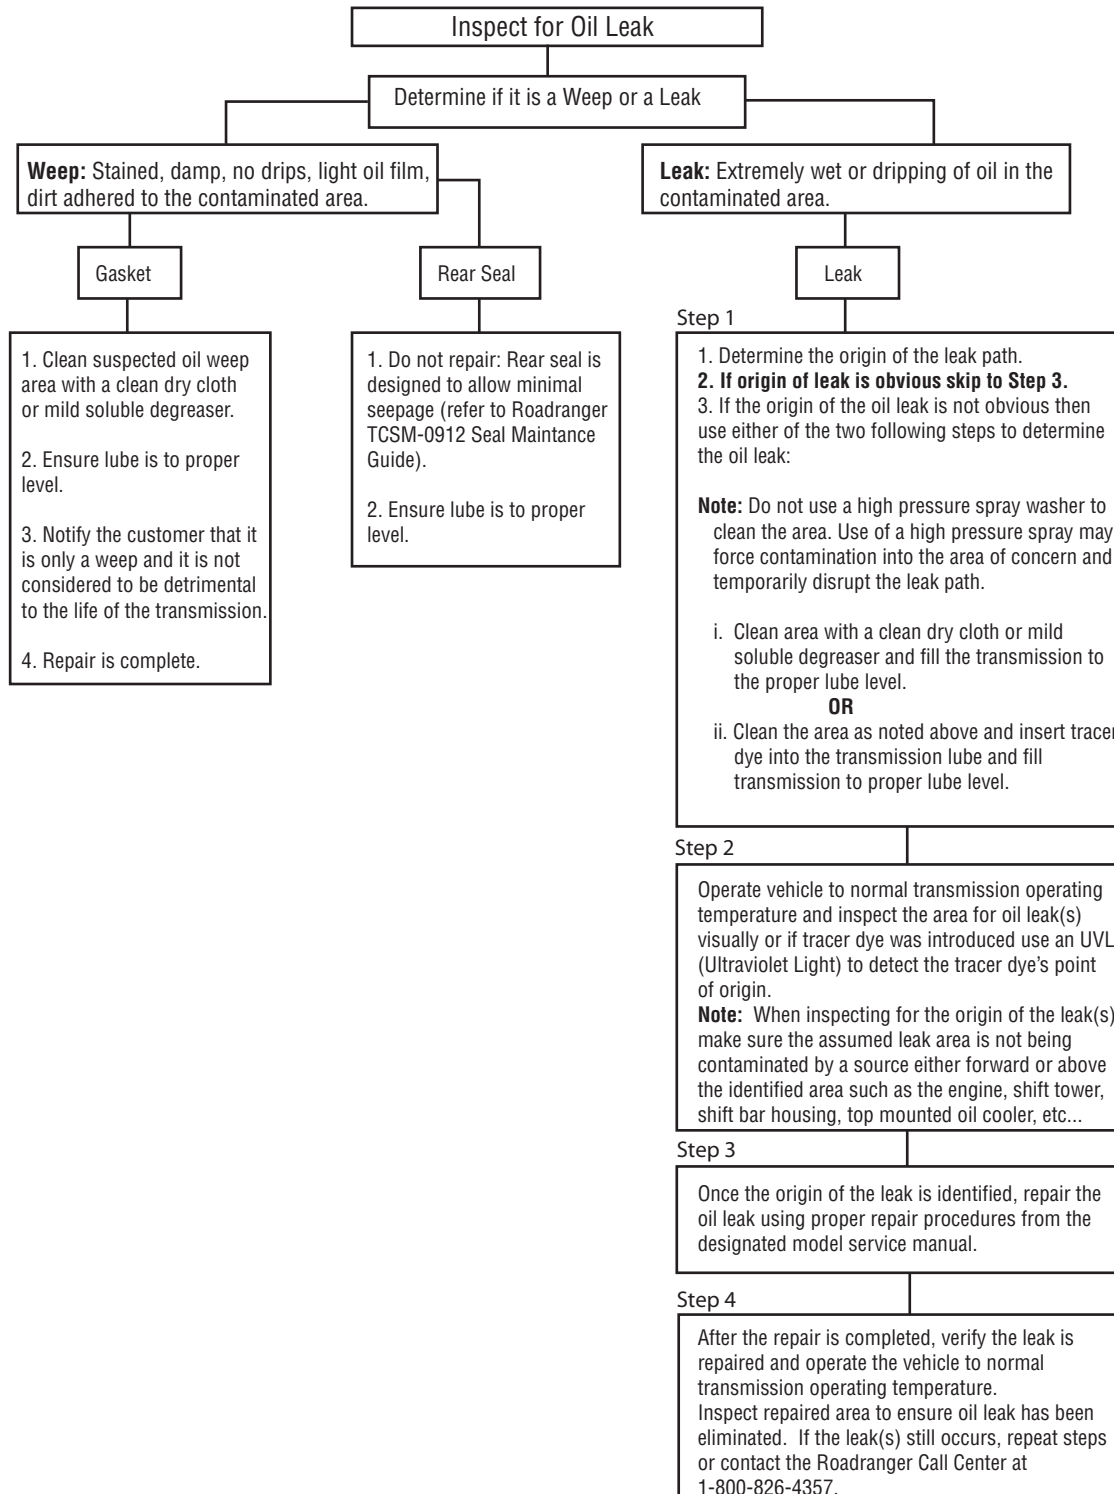 Inspect for Oil Leak
Determine if it is a Weep or a Leak
Weep: Stained, damp, no drips, light oil film,
dirt adhered to the contaminated area.
Gasket
1. Clean suspected oil weep
area with a clean dry cloth
or mild soluble degreaser.
2. Ensure lube is to proper
level.
3. Notify the customer that it
is only a weep and it is not
considered to be detrimental
to the life of the transmission.
4. Repair is complete.
Rear Seal
1. Do not repair: Rear seal is
designed to allow minimal
seepage (refer to Roadranger
TCSM-0912 Seal Maintance
Guide).
2. Ensure lube is to proper
level.
Leak: Extremely wet or dripping of oil in the
contaminated area.
Leak
Step 1
1. Determine the origin of the leak path.
2. If origin of leak is obvious skip to Step 3.
3. If the origin of the oil leak is not obvious then
use either of the two following steps to determine
the oil leak:
Note: Do not use a high pressure spray washer to
clean the area. Use of a high pressure spray may
force contamination into the area of concern and
temporarily disrupt the leak path.
i. Clean area with a clean dry cloth or mild
soluble degreaser and fill the transmission to
the proper lube level.
OR
ii. Clean the area as noted above and insert tracer
dye into the transmission lube and fill
transmission to proper lube level.
Step 2
Operate vehicle to normal transmission operating
temperature and inspect the area for oil leak(s)
visually or if tracer dye was introduced use an UVL
(Ultraviolet Light) to detect the tracer dye's point
of origin.
Note: When inspecting for the origin of the leak(s)
make sure the assumed leak area is not being
contaminated by a source either forward or above
the identified area such as the engine, shift tower,
shift bar housing, top mounted oil cooler, etc...
Step 3
Once the origin of the leak is identified, repair the
oil leak using proper repair procedures from the
designated model service manual.
Step 4
After the repair is completed, verify the leak is
repaired and operate the vehicle to normal
transmission operating temperature.
Inspect repaired area to ensure oil leak has been
eliminated. If the leak(s) still occurs, repeat steps
or contact the Roadranger Call Center at
1-800-826-4357.